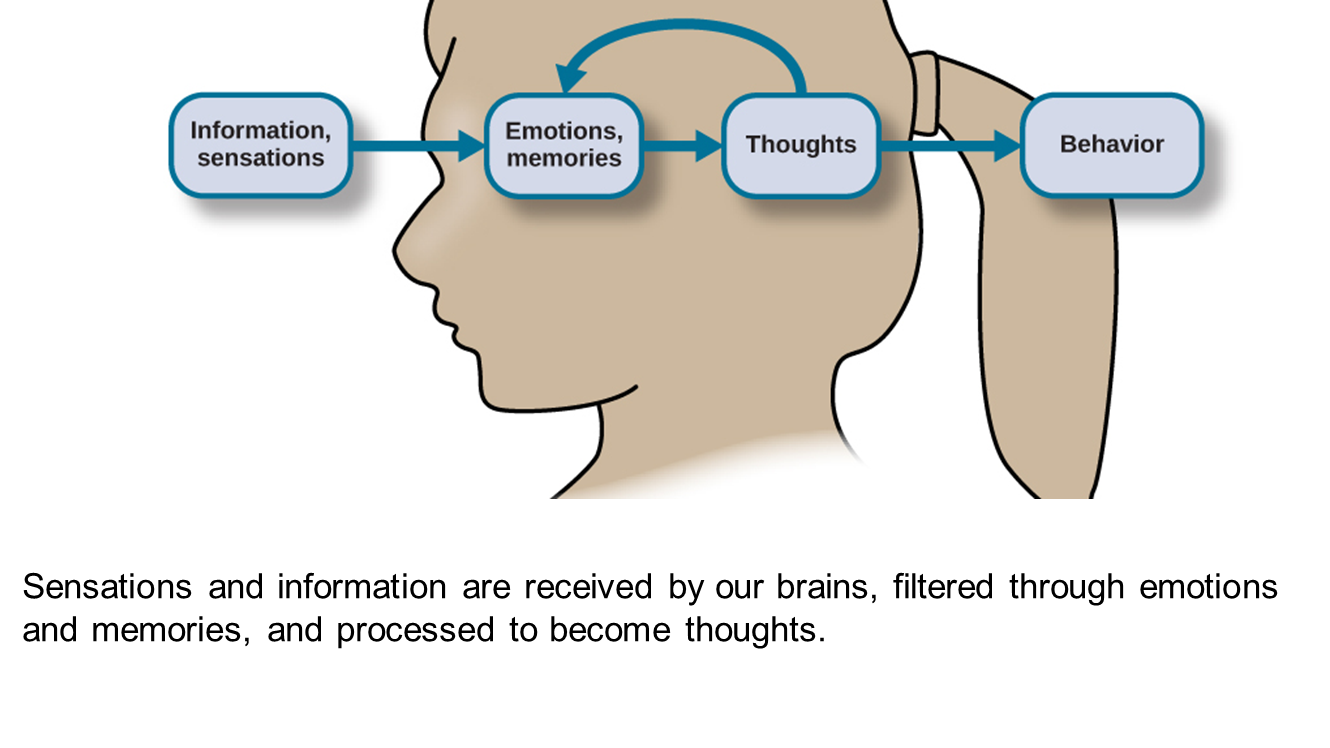 Information,
sensations
Emotions,
memories
Thoughts
Behavior
Sensations and information are received by our brains, filtered through emotions
and memories, and processed to become thoughts.